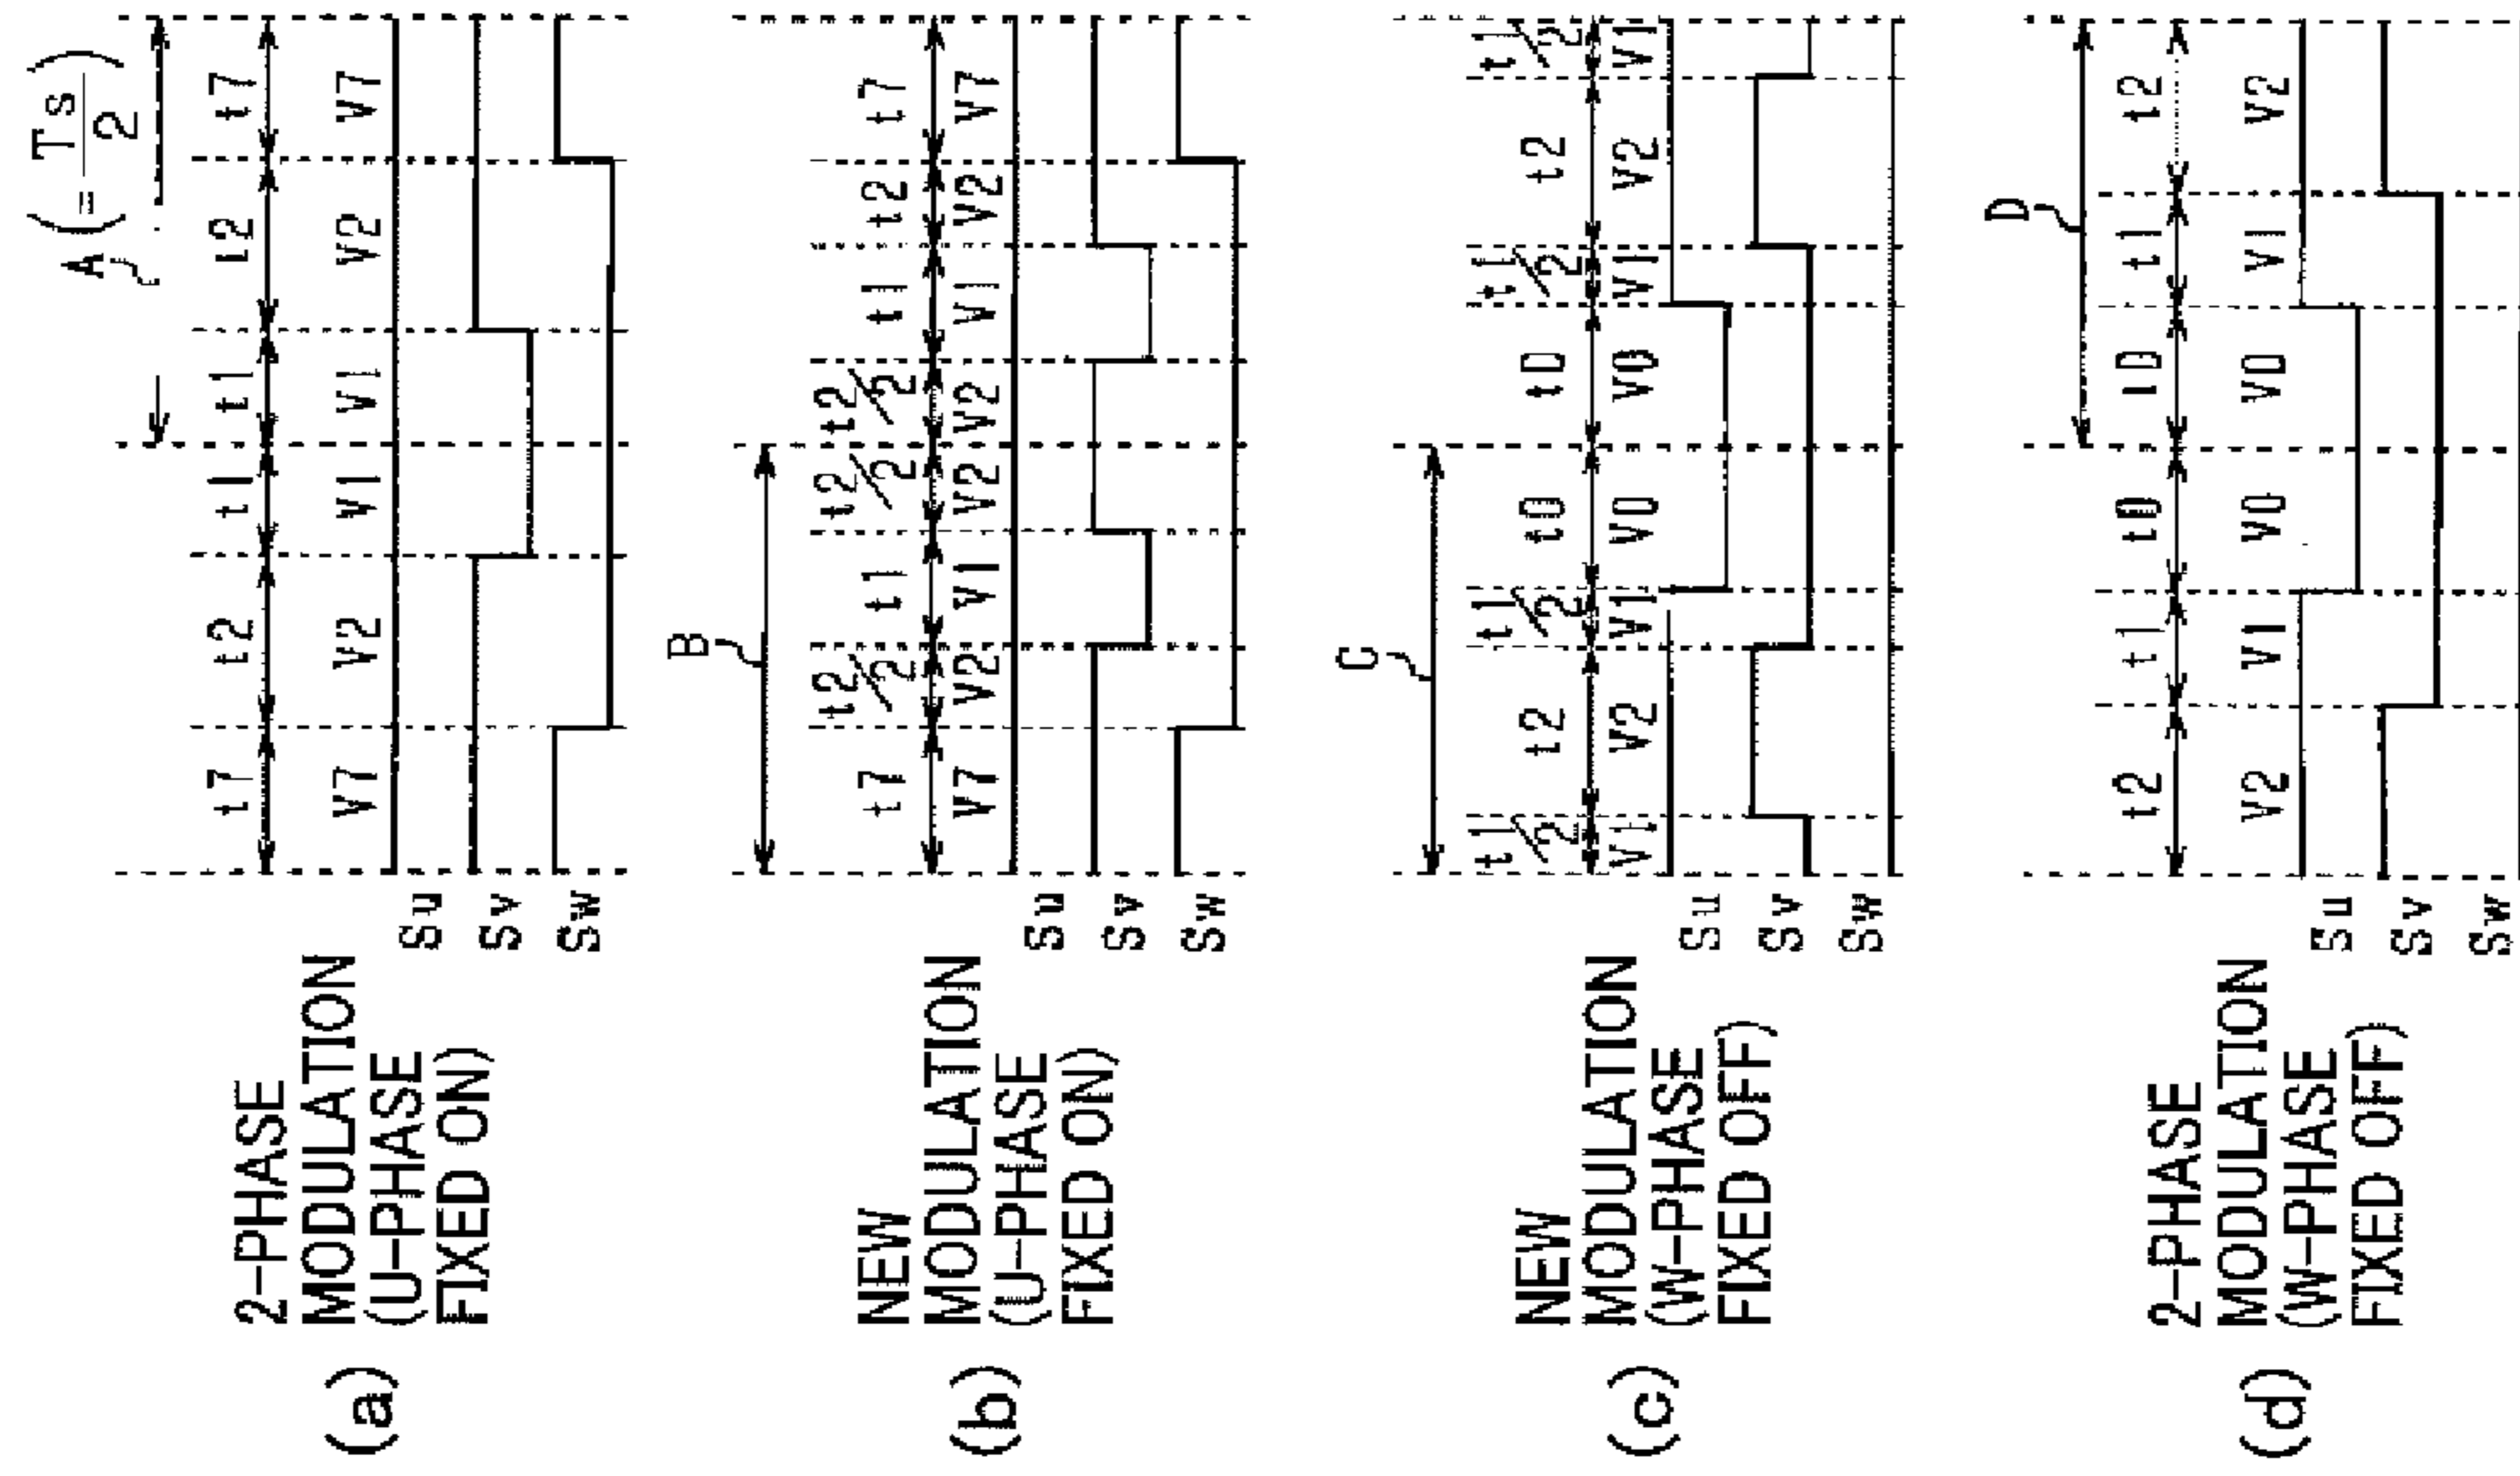 (a) 2-PHASE
MODULATION
(U-PHASE
FIXED ON)
A (= Ts/2)
t7 t2 t1 t1 t2 t7
V7 V2 V1 V1 V2 V7
Su
Sv
Sw
(b) NEW
MODULATION
(U-PHASE
FIXED ON)
B
t7 t2/2 t1 t2/2 t2/2 t1 t2 t7
V7 V2 V1 V2 V2 V1 V2 V7
Su
Sv
Sw
(c) NEW
MODULATION
(W-PHASE
FIXED OFF)
C
t1/2 t2 t1/2 t0 t0 t1/2 t2 t1/2
V1 V2 V1 V0 V0 V1 V2 V1
Su
Sv
Sw
(d) 2-PHASE
MODULATION
(W-PHASE
FIXED OFF)
D
t2 t1 t0 t0 t1 t2
V2 V1 V0 V0 V1 V2
Su
Sv
Sw